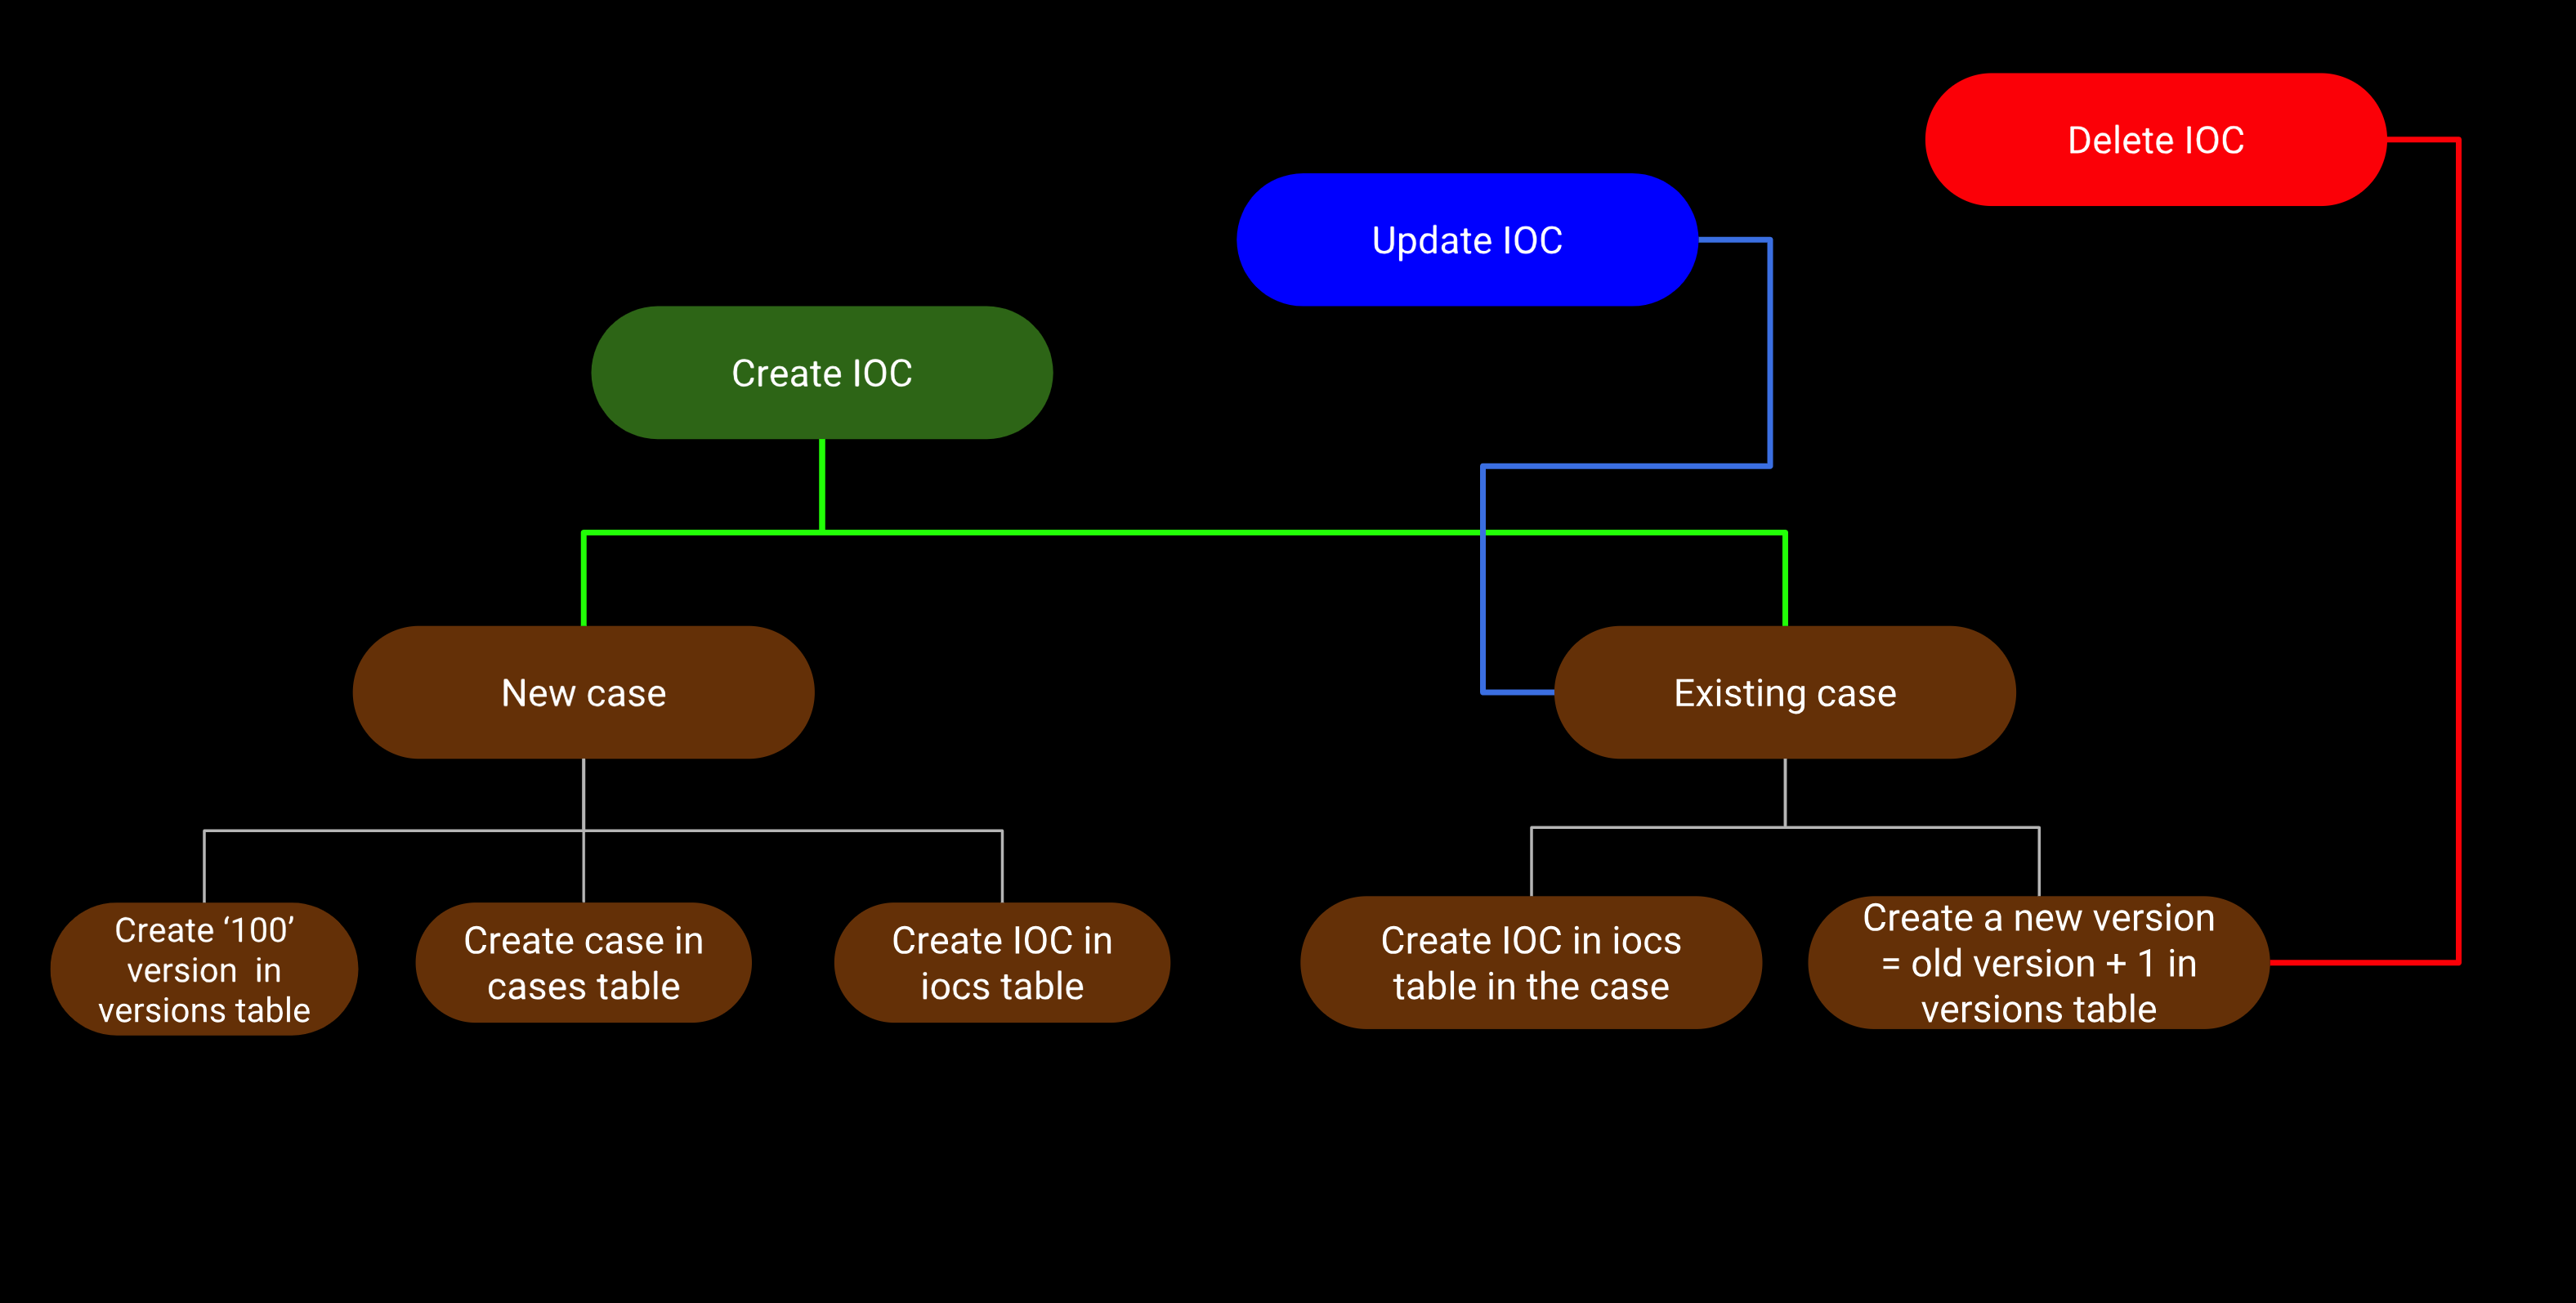 Delete IOC
Update IOC
Create IOC
New case
Existing case
Create ‘100’
version  in
versions table
Create case in
cases table
Create IOC in
iocs table
Create IOC in iocs
table in the case
Create a new version
= old version + 1 in
versions table